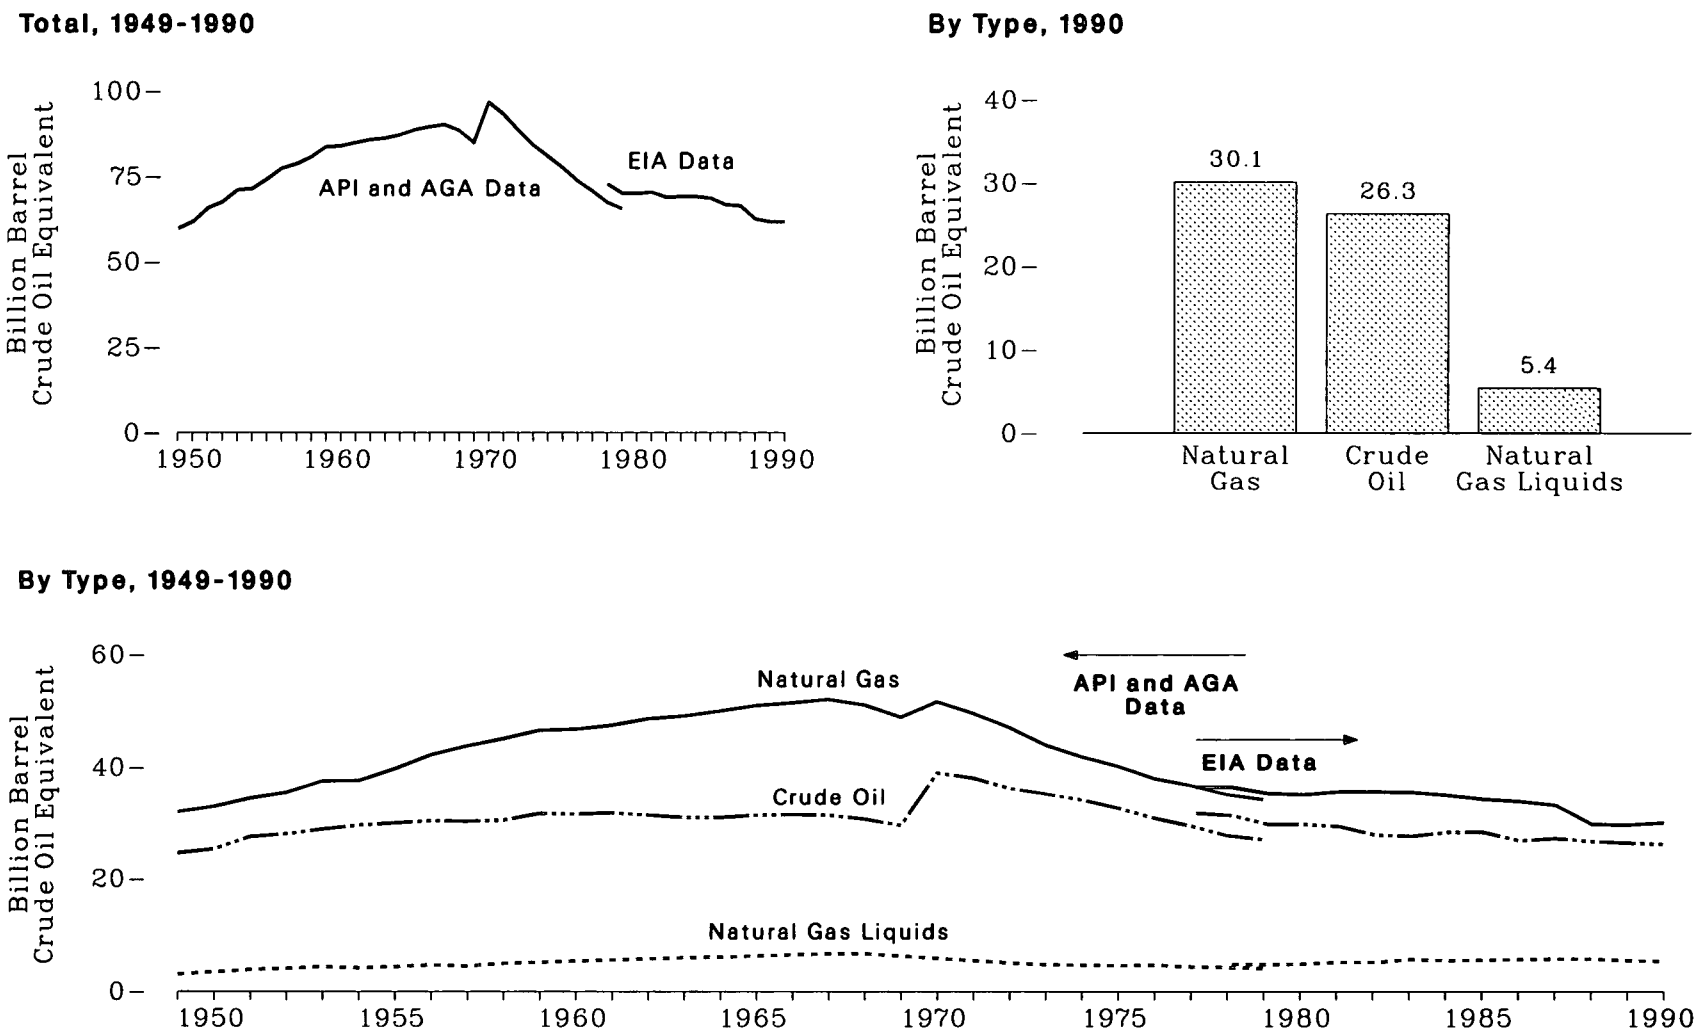 Total, 1949-1990
Billion Barrel
Crude Oil Equivalent
100
75
50
25
0
API and AGA Data
EIA Data
1950 1960 1970 1980 1990
By Type, 1990
Billion Barrel
Crude Oil Equivalent
40
30
20
10
0
30.1
26.3
5.4
Natural
Gas
Crude
Oil
Natural
Gas Liquids
By Type, 1949-1990
Billion Barrel
Crude Oil Equivalent
60
40
20
0
Natural Gas
API and AGA
Data
EIA Data
Crude Oil
Natural Gas Liquids
1950 1955 1960 1965 1970 1975 1980 1985 1990